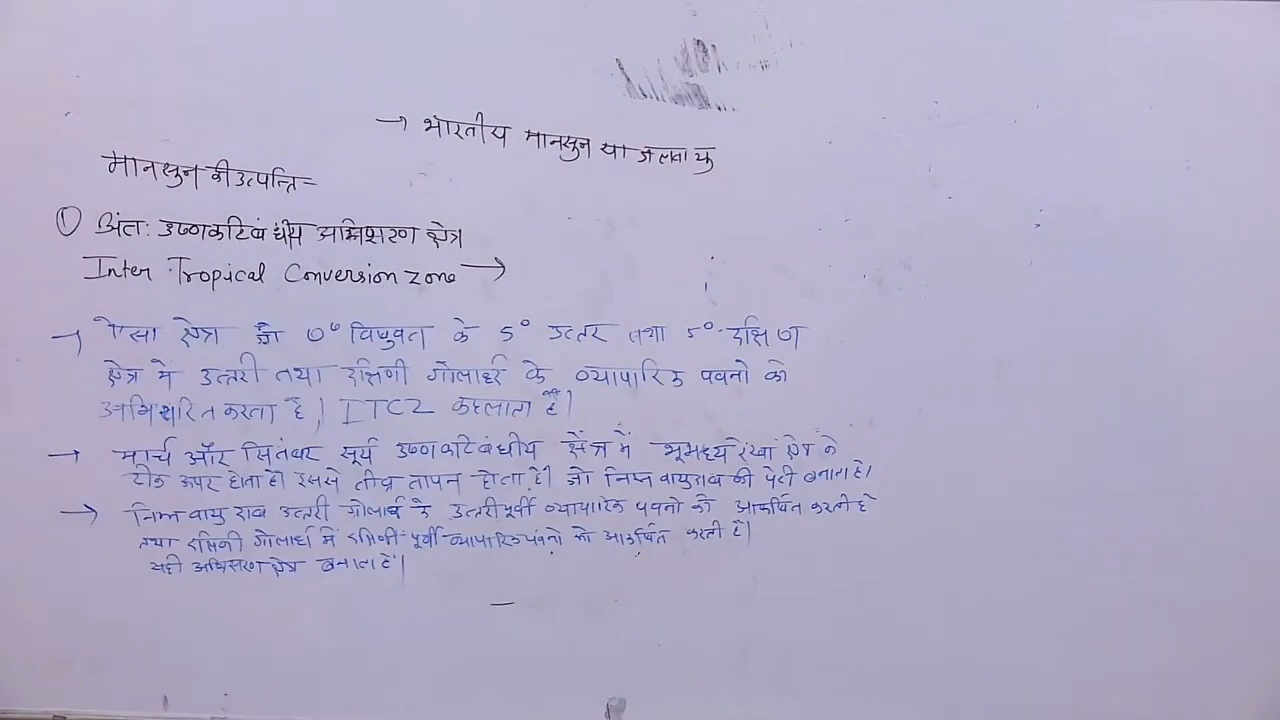 → भारतीय मानसुन या जलवायु
मानसुन की उत्पत्ति =
① अंत: उष्णकटिबंधीय अभिशरण क्षेत्र
Inter Tropical Conversion zone →
→ ऐसा क्षेत्र जो 0° विषुवत के 5° उत्तर तथा 5° दक्षिण
क्षेत्र में उत्तरी तथा दक्षिणी गोलार्ध के व्यापारिक पवनो को
अभिशरित करता है| ITCZ कहलाता है|
→ मार्च और सितंबर सूर्य उष्णकटिबंधीय क्षेत्र में भूमध्य रेखा क्षेत्र के
ठीक ऊपर होता है| इससे तीव्र तापन होता है| जो निम्न वायुदाब की पेटी बनाता है|
→ निम्न वायु दाब उत्तरी गोलार्ध के उत्तरीपूर्वी व्यापारिक पवनो को आकर्षित करती है
तथा दक्षिणी गोलार्ध में दक्षिणी-पूर्वी व्यापारिक पवनो को आकर्षित करती है|
यही अभिसरण क्षेत्र बनाता है|